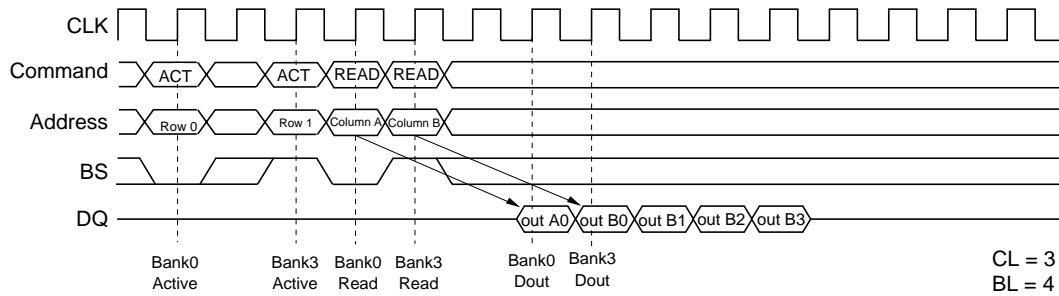 CLK
Command ACT ACT READ READ
Address Row 0 Row 1 Column A Column B
BS
DQ out A0 out B0 out B1 out B2 out B3
Bank0 Active
Bank3 Active
Bank0 Read
Bank3 Read
Bank0 Dout
Bank3 Dout
CL = 3
BL = 4